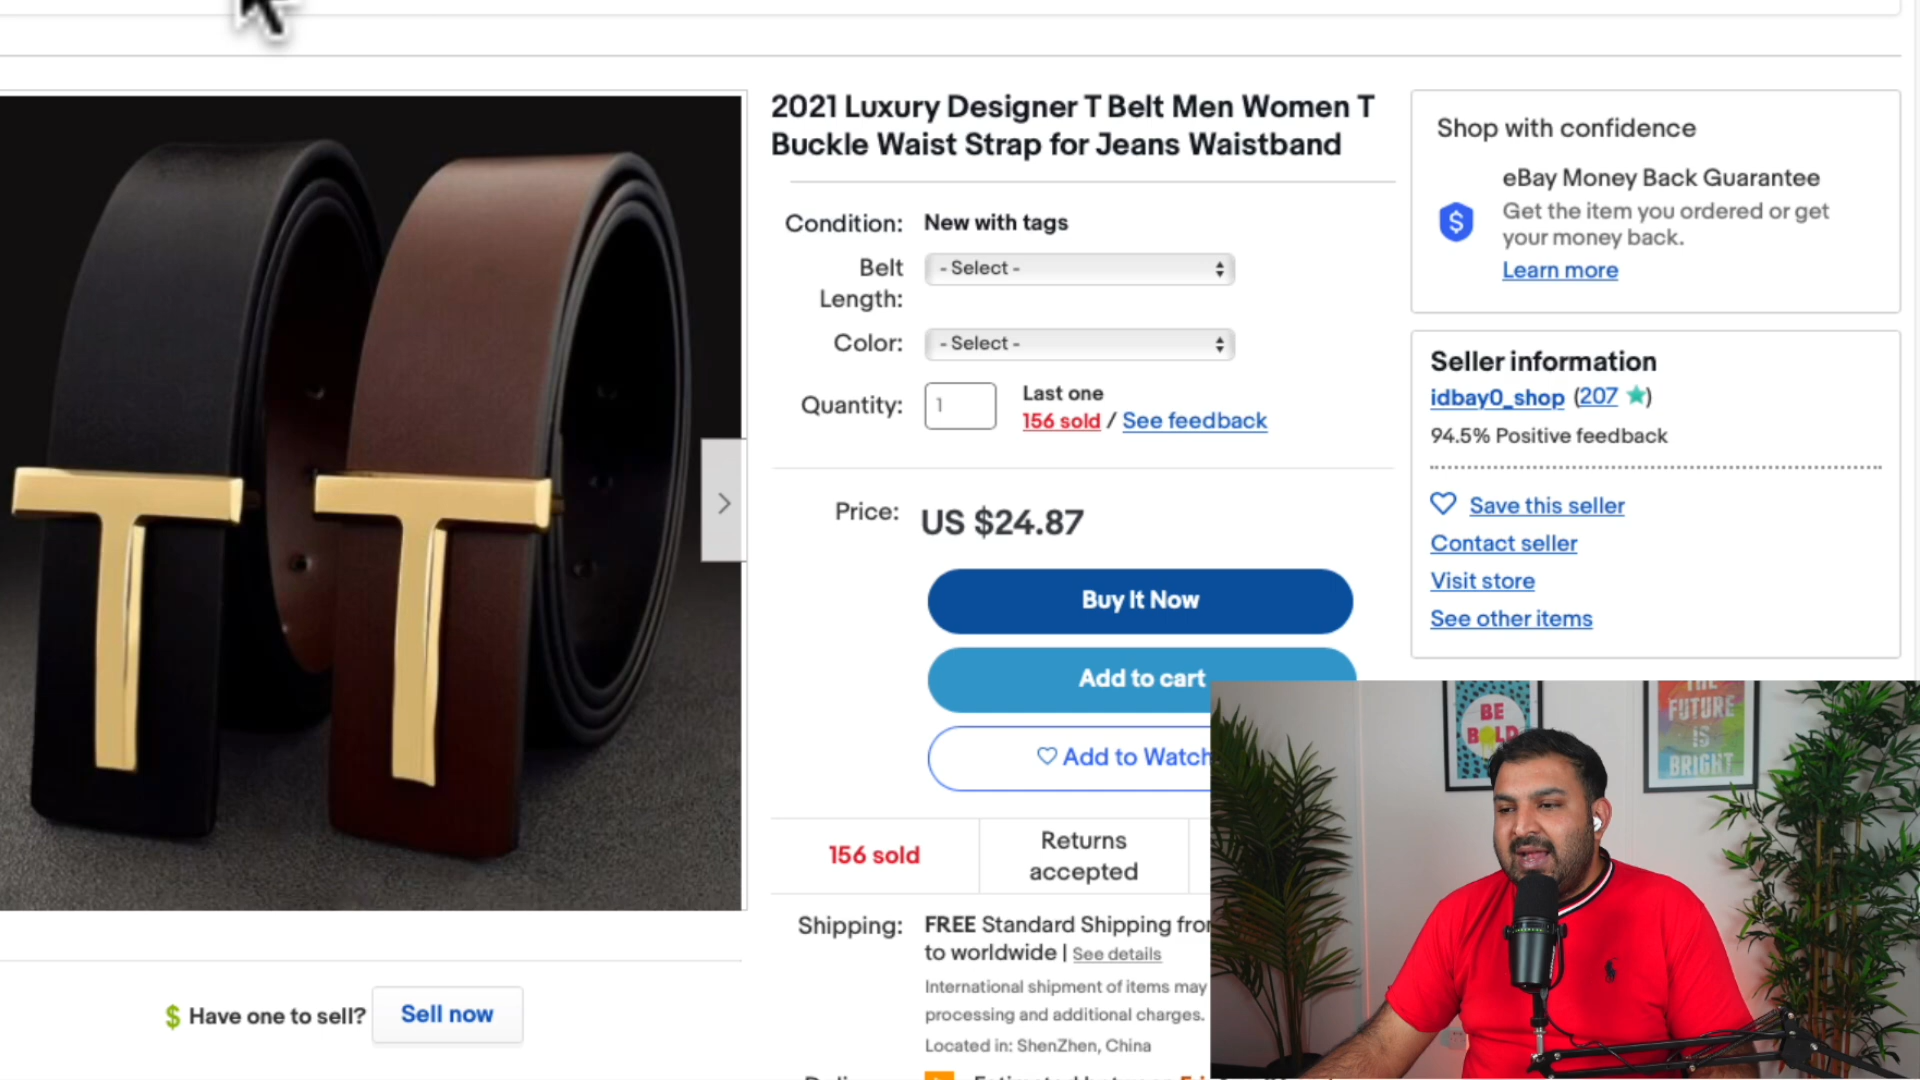 2021 Luxury Designer T Belt Men Women T
Buckle Waist Strap for Jeans Waistband
Condition: New with tags
Belt
Length:
- Select -
Color: - Select -
Quantity: 1
Last one
156 sold / See feedback
Price: US $24.87
Buy It Now
Add to cart
Add to Watch
156 sold
Returns
accepted
Shipping: FREE Standard Shipping
to worldwide | See details
International shipment of items may
processing and additional charges.
Located in: ShenZhen, China
$ Have one to sell? Sell now
Shop with confidence
eBay Money Back Guarantee
Get the item you ordered or get
your money back.
Learn more
Seller information
idbay0_shop (207)
94.5% Positive feedback
Save this seller
Contact seller
Visit store
See other items
BE
BOLD
THE
FUTURE
IS
BRIGHT